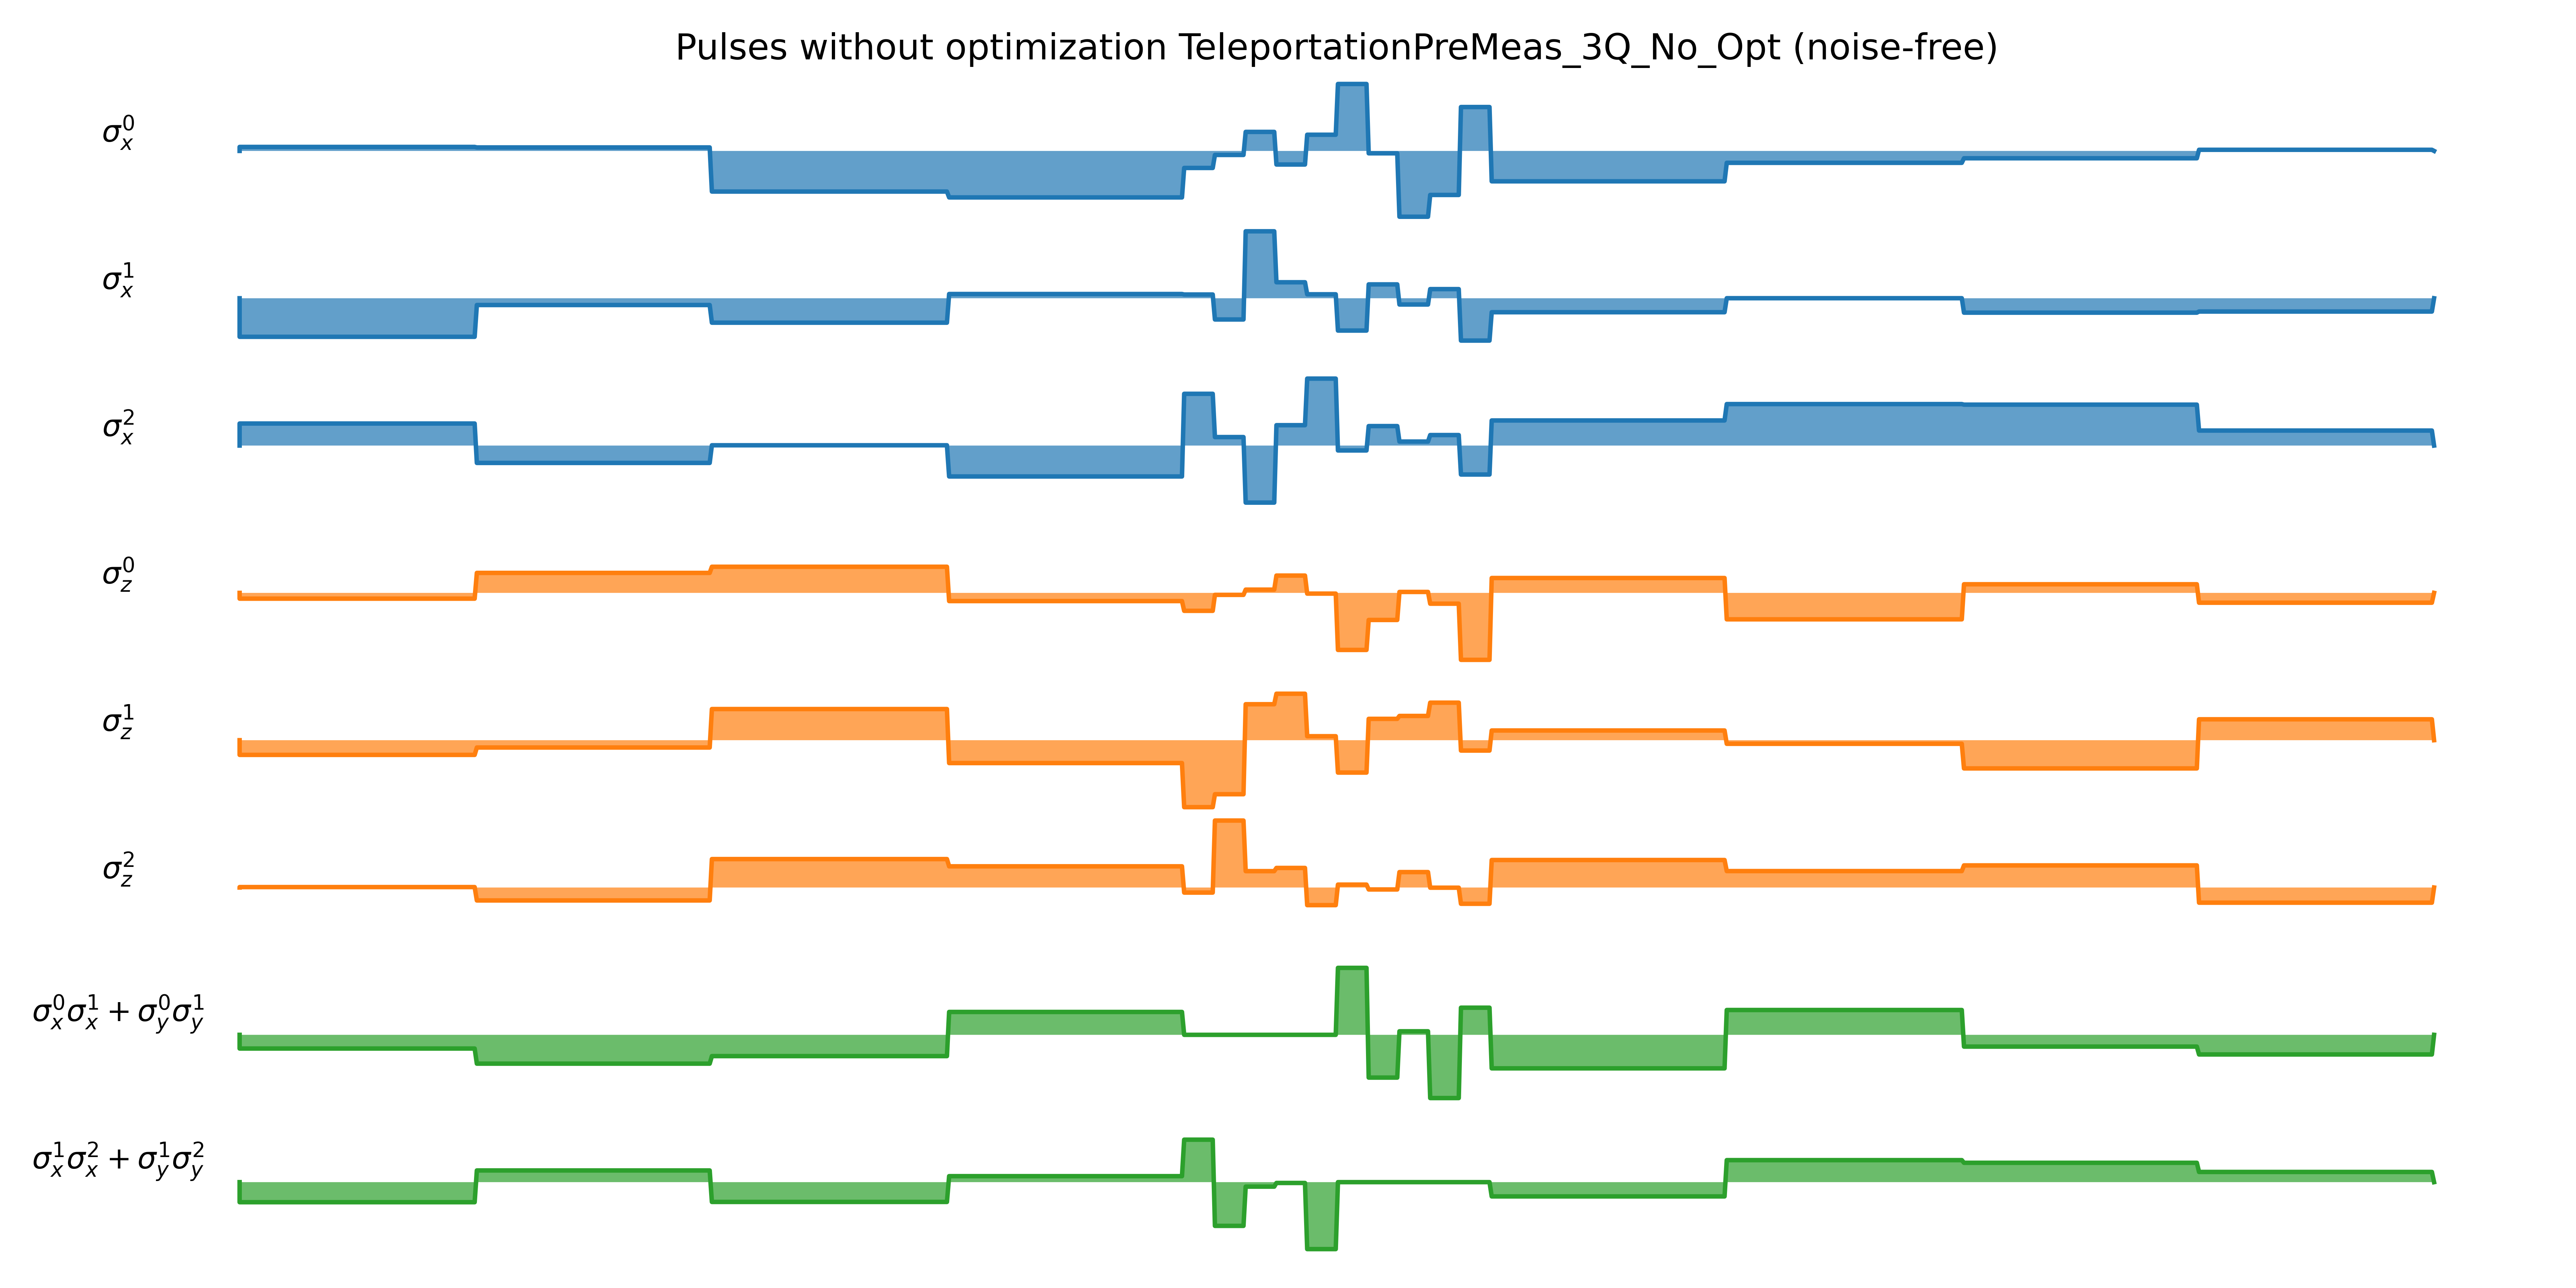 Pulses without optimization TeleportationPreMeas_3Q_No_Opt (noise-free)
σ_x^0
σ_x^1
σ_x^2
σ_z^0
σ_z^1
σ_z^2
σ_x^0σ_x^1 + σ_y^0σ_y^1
σ_x^1σ_x^2 + σ_y^1σ_y^2